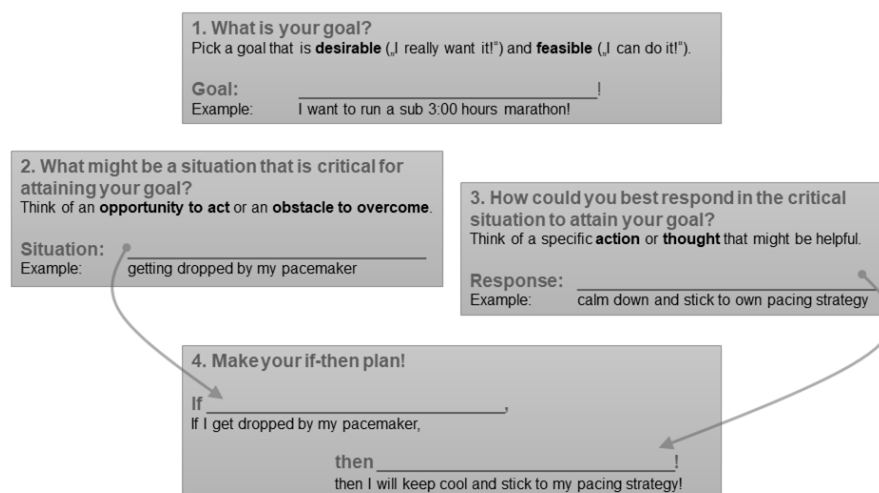 1. What is your goal?
Pick a goal that is desirable („I really want it!“) and feasible („I can do it!“).
Goal: ______________________________!
Example: I want to run a sub 3:00 hours marathon!
2. What might be a situation that is critical for
attaining your goal?
Think of an opportunity to act or an obstacle to overcome.
Situation: ______________________________
Example: getting dropped by my pacemaker
3. How could you best respond in the critical
situation to attain your goal?
Think of a specific action or thought that might be helpful.
Response: ______________________________
Example: calm down and stick to own pacing strategy
4. Make your if-then plan!
If ______________________________,
If I get dropped by my pacemaker,
then ______________________________!
then I will keep cool and stick to my pacing strategy!